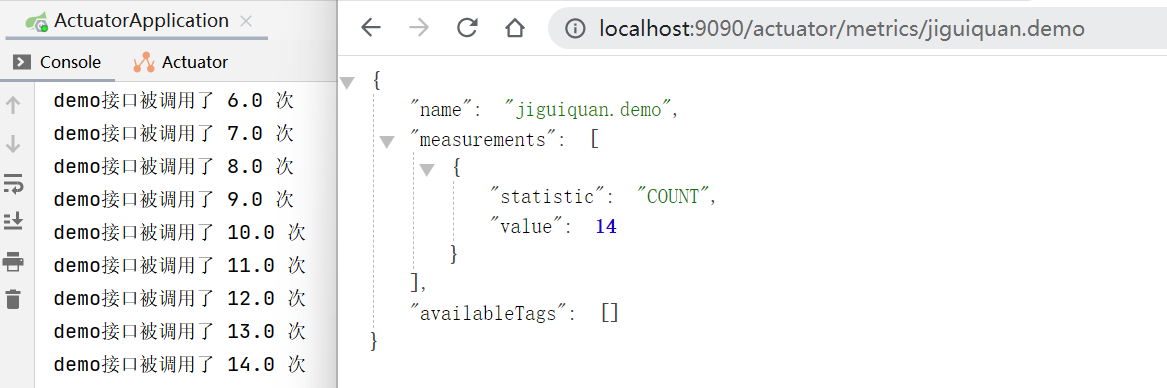 ActuatorApplication
Console
Actuator
demo接口被调用了 6.0 次
demo接口被调用了 7.0 次
demo接口被调用了 8.0 次
demo接口被调用了 9.0 次
demo接口被调用了 10.0 次
demo接口被调用了 11.0 次
demo接口被调用了 12.0 次
demo接口被调用了 13.0 次
demo接口被调用了 14.0 次
localhost:9090/actuator/metrics/jiguiquan.demo
{
"name": "jiguiquan.demo",
"measurements": [
{
"statistic": "COUNT",
"value": 14
}
],
"availableTags": []
}